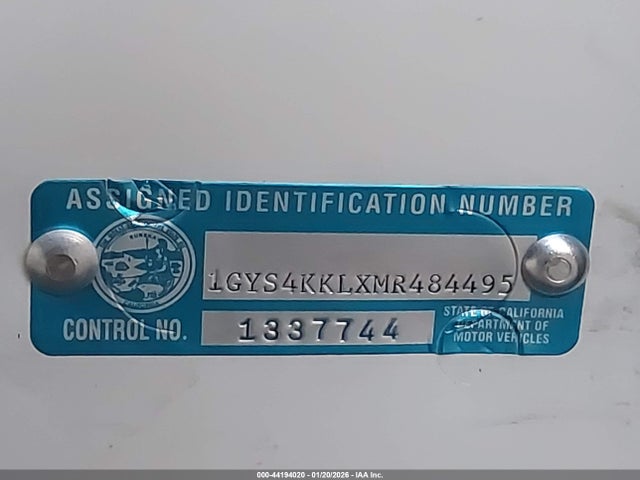 ASSIGNED IDENTIFICATION NUMBER
EUREKA
1GYS4KKLXMR484495
CONTROL NO. 1337744
STATE OF CALIFORNIA
DEPARTMENT OF
MOTOR VEHICLES
000-44194020 - 01/20/2026 - IAA Inc.